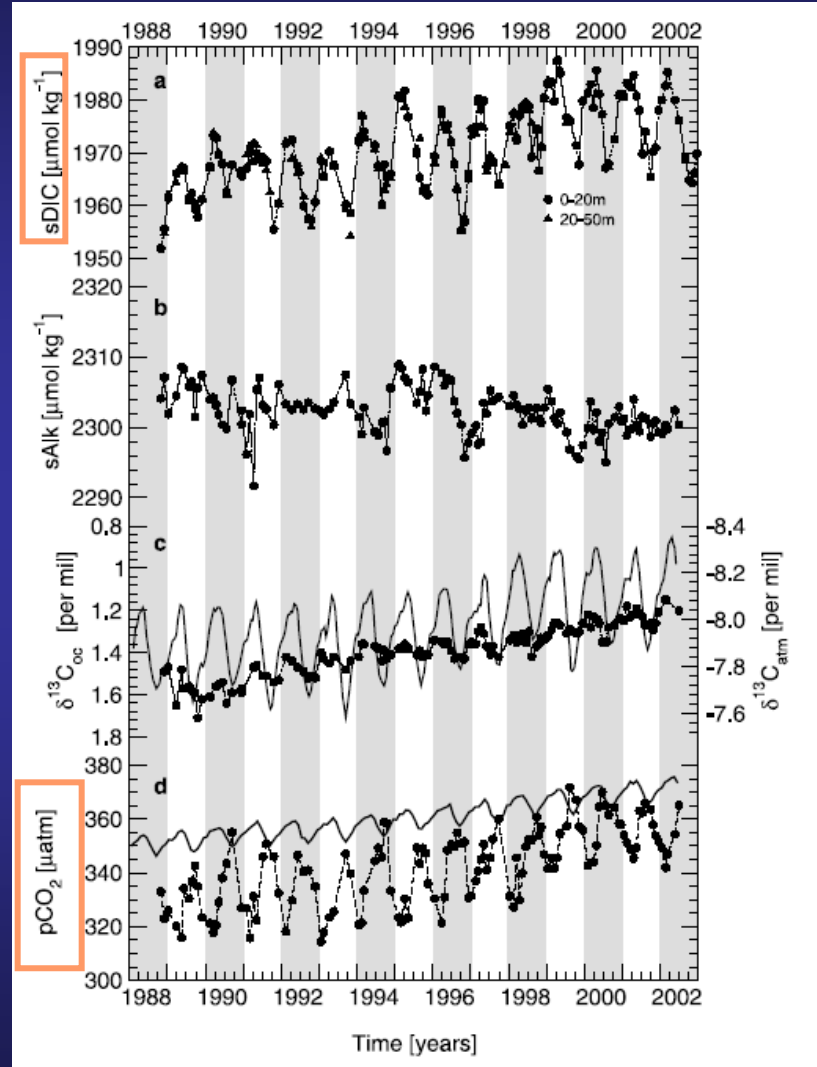 1988 1990 1992 1994 1996 1998 2000 2002
1990
a
1980
1970
1960
1950
sDIC [µmol kg⁻¹]
0-20m
20-50m
2320
b
2310
2300
2290
sAlk [µmol kg⁻¹]
0.8
c
1
1.2
1.4
1.6
1.8
δ¹³C_oc [per mil]
-8.4
-8.2
-8.0
-7.8
-7.6
δ¹³C_atm [per mil]
380
d
360
340
320
300
pCO₂ [µatm]
1988 1990 1992 1994 1996 1998 2000 2002
Time [years]